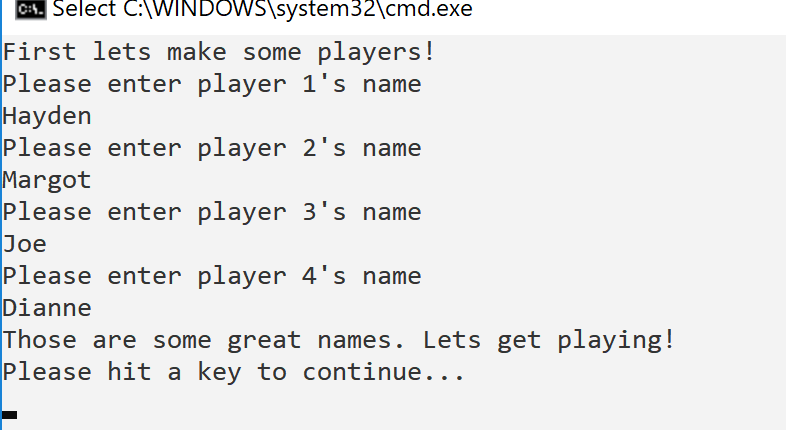 Select C:\WINDOWS\system32\cmd.exe
First lets make some players!
Please enter player 1's name
Hayden
Please enter player 2's name
Margot
Please enter player 3's name
Joe
Please enter player 4's name
Dianne
Those are some great names. Lets get playing!
Please hit a key to continue...